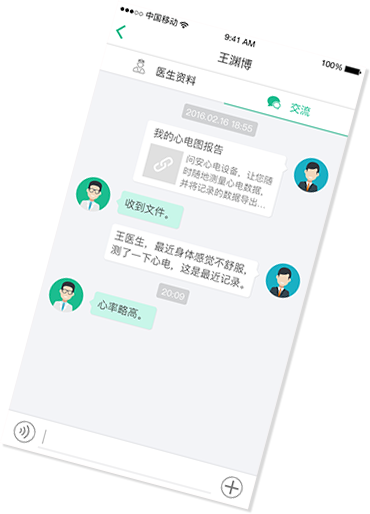 中国移动
9:41 AM
100%
王渊博
医生资料
交流
2016.02.16 18:55
我的心电图报告
问安心电设备，让您随
时随地测量心电数据，
并将记录的数据导出...
收到文件。
王医生，最近身体感觉不舒服，
测了一下心电，这是最近记录。
20:09
心率略高。